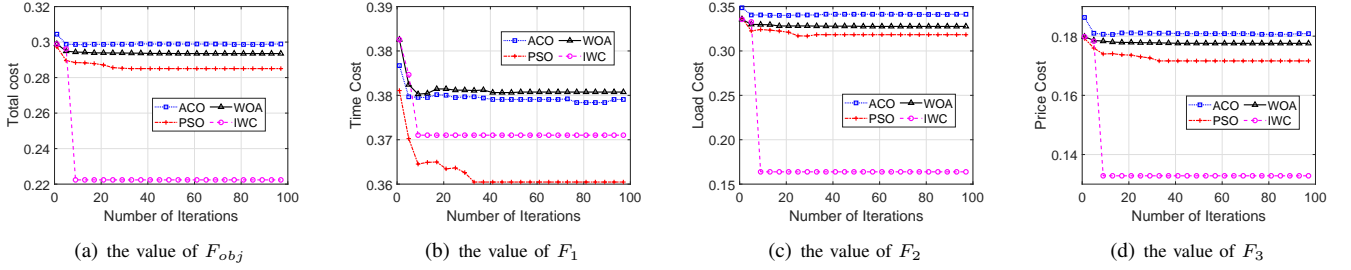 0.32
0.3
0.28
0.26
0.24
0.22
Total cost
ACO WOA
PSO IWC
0 20 40 60 80 100
Number of Iterations
(a) the value of F_obj
0.39
0.38
0.38
0.37
0.36
Time Cost
ACO WOA
PSO IWC
0 20 40 60 80 100
Number of Iterations
(b) the value of F_1
0.35
0.30
0.25
0.20
0.15
Load Cost
ACO WOA
PSO IWC
0 20 40 60 80 100
Number of Iterations
(c) the value of F_2
0.18
0.16
0.14
Price Cost
ACO WOA
PSO IWC
0 20 40 60 80 100
Number of Iterations
(d) the value of F_3